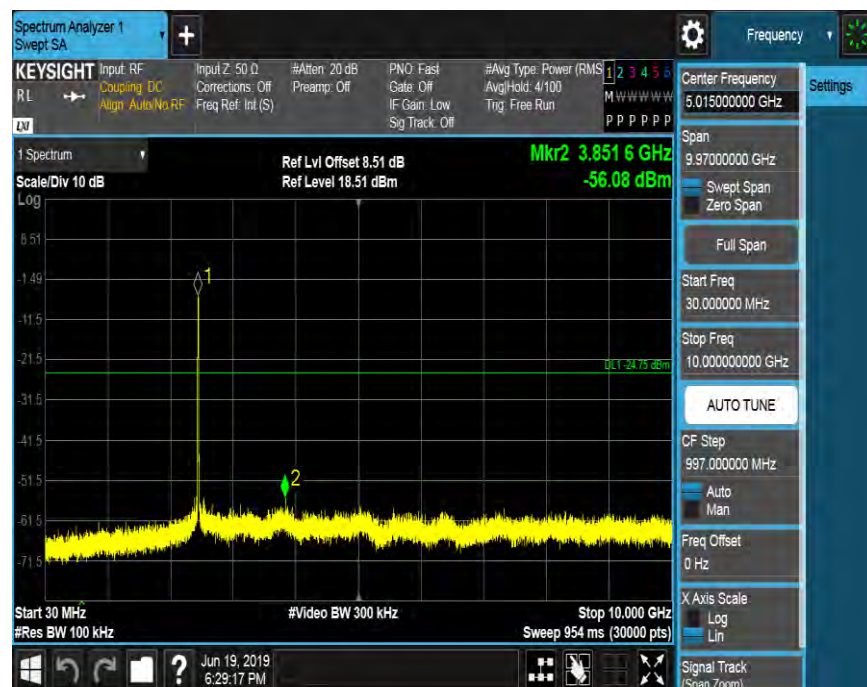 Spectrum Analyzer 1
Swept SA
Frequency
KEYSIGHT
RL
LXI
Input: RF
Coupling: DC
Align: Auto/No RF
Input Z: 50 Ω
Corrections: Off
Freq Ref: Int (S)
#Atten: 20 dB
Preamp: Off
PNO: Fast
Gate: Off
IF Gain: Low
Sig Track: Off
#Avg Type: Power (RMS
Avg|Hold: 4/100
Trig: Free Run
1 2 3 4 5 6
M W W W W W
P P P P P P
Center Frequency
5.015000000 GHz
Settings
Span
9.97000000 GHz
Swept Span
Zero Span
Full Span
Start Freq
30.000000 MHz
Stop Freq
10.000000000 GHz
AUTO TUNE
CF Step
997.000000 MHz
Auto
Man
Freq Offset
0 Hz
X Axis Scale
Log
Lin
Signal Track
(Span Zoom)
1 Spectrum
Scale/Div 10 dB
Log
Ref Lvl Offset 8.51 dB
Ref Level 18.51 dBm
Mkr2 3.851 6 GHz
-56.08 dBm
8.51
-1.49
-11.5
-21.5
-31.5
-41.5
-51.5
-61.5
-71.5
1
DL1 -24.75 dBm
2
Start 30 MHz
#Res BW 100 kHz
#Video BW 300 kHz
Stop 10.000 GHz
Sweep 954 ms (30000 pts)
?
Jun 19, 2019
6:29:17 PM